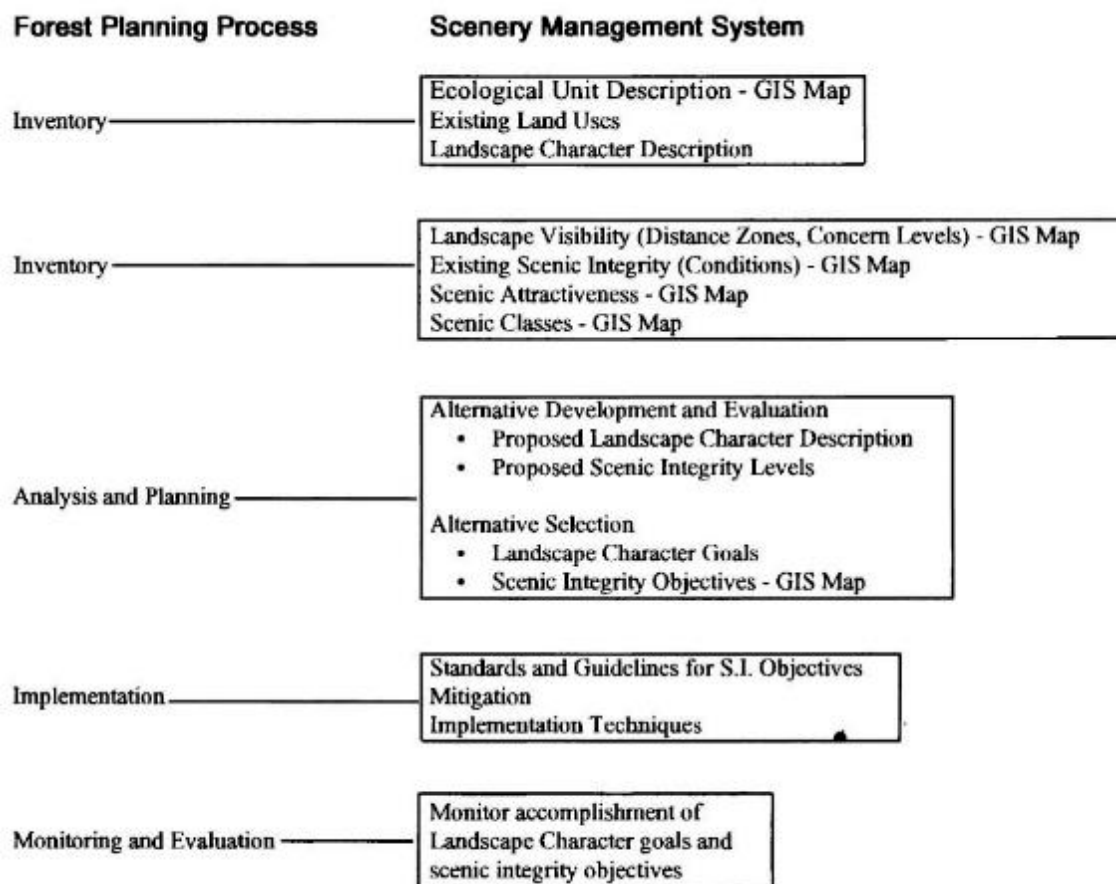 Forest Planning Process
Scenery Management System
Inventory
Ecological Unit Description - GIS Map
Existing Land Uses
Landscape Character Description
Inventory
Landscape Visibility (Distance Zones, Concern Levels) - GIS Map
Existing Scenic Integrity (Conditions) - GIS Map
Scenic Attractiveness - GIS Map
Scenic Classes - GIS Map
Analysis and Planning
Alternative Development and Evaluation
• Proposed Landscape Character Description
• Proposed Scenic Integrity Levels
Alternative Selection
• Landscape Character Goals
• Scenic Integrity Objectives - GIS Map
Implementation
Standards and Guidelines for S.I. Objectives
Mitigation
Implementation Techniques
Monitoring and Evaluation
Monitor accomplishment of
Landscape Character goals and
scenic integrity objectives